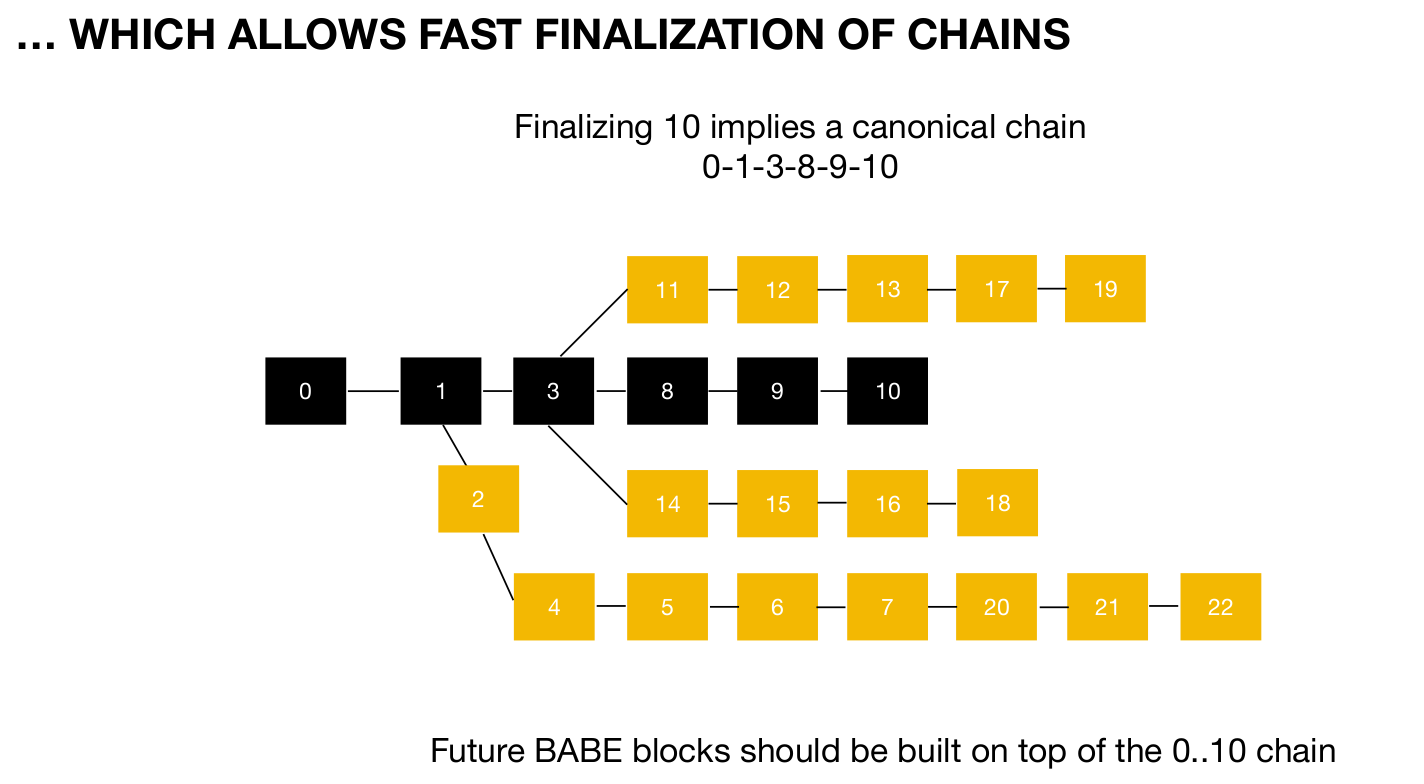 ... WHICH ALLOWS FAST FINALIZATION OF CHAINS
Finalizing 10 implies a canonical chain
0-1-3-8-9-10
11 12 13 17 19
0 1 3 8 9 10
2
14 15 16 18
4 5 6 7 20 21 22
Future BABE blocks should be built on top of the 0..10 chain